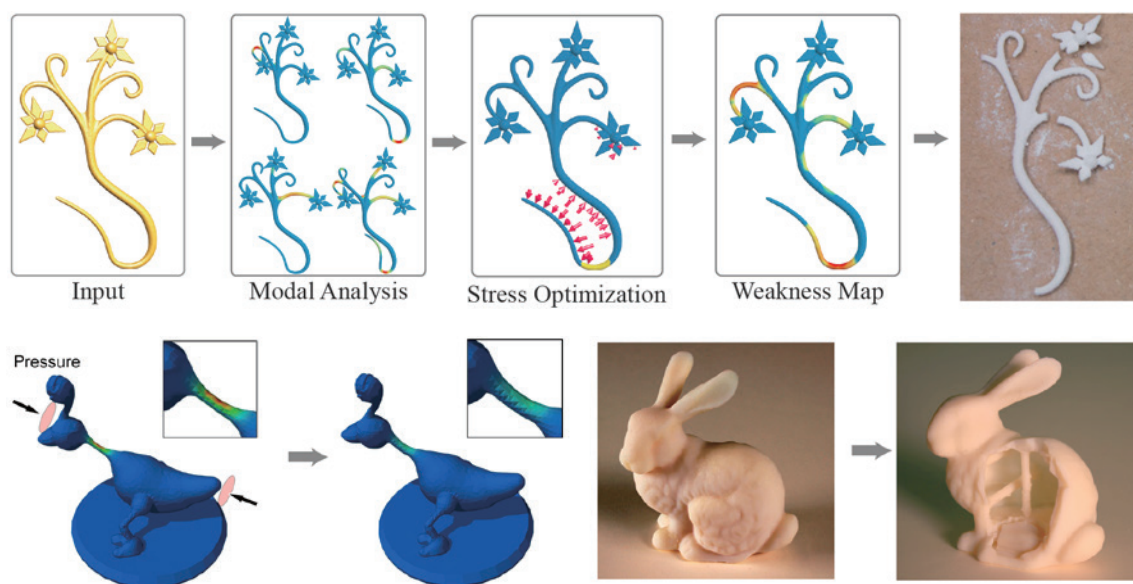 Input
Modal Analysis
Stress Optimization
Weakness Map
Pressure